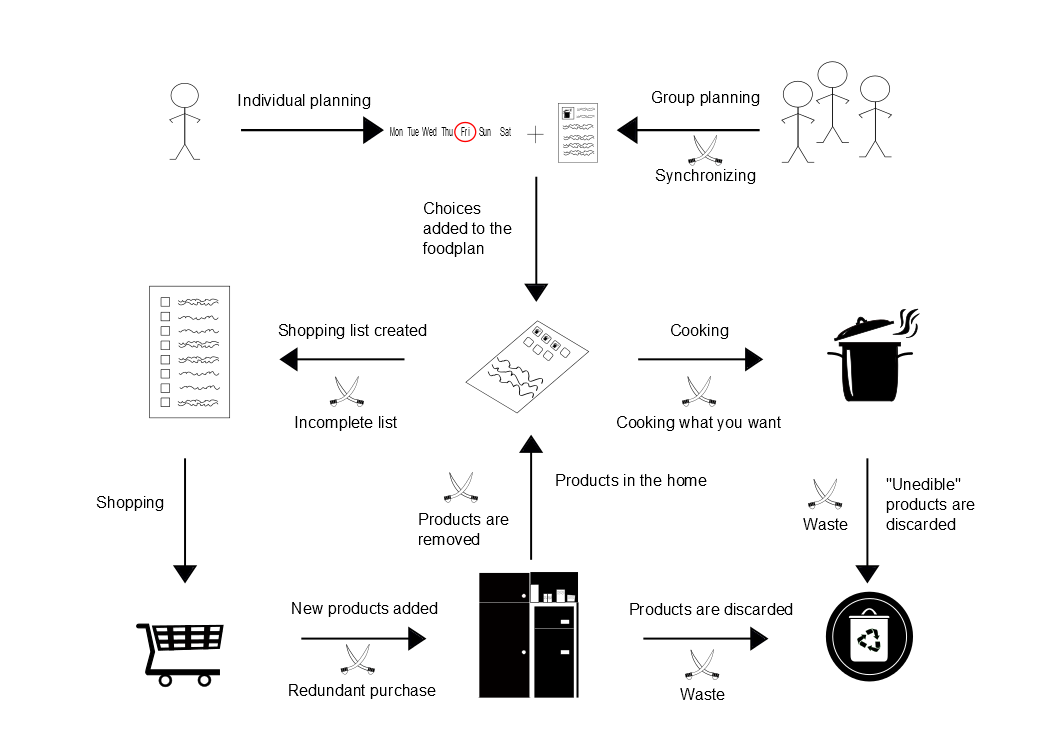 Individual planning
Group planning
Mon Tue Wed Thu Fri Sun Sat
Synchronizing
Choices
added to the
foodplan
Shopping list created
Cooking
Incomplete list
Cooking what you want
Shopping
Products are
removed
Products in the home
Waste
"Unedible"
products are
discarded
New products added
Products are discarded
Redundant purchase
Waste